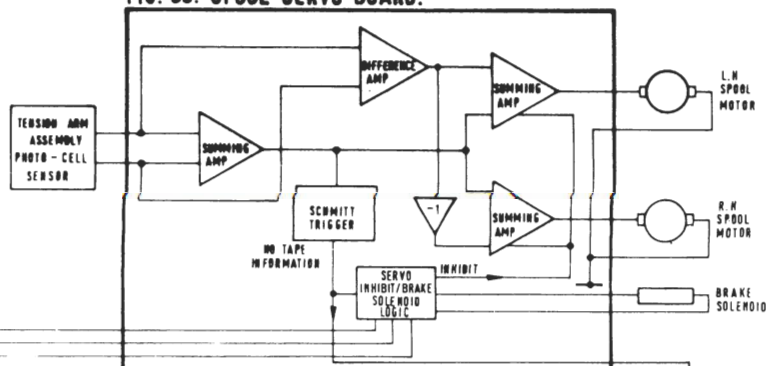 FIG. 
SPOOL SERVO BOARD.
DIFFERENCE
AMP
SUMMING
AMP
L.H
SPOOL
MOTOR
TENSION ARM
ASSEMBLY
PHOTO - CELL
SENSOR
SUMMING
AMP
SCHMITT
TRIGGER
-1
SUMMING
AMP
R.H
SPOOL
MOTOR
NO TAPE
INFORMATION
SERVO
INHIBIT/BRAKE
SOLENOID
LOGIC
INHIBIT
BRAKE
SOLENOID